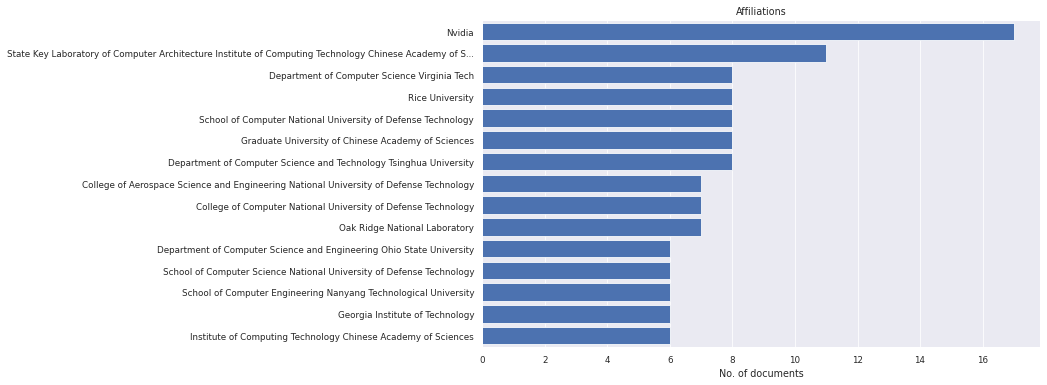 Affiliations
Nvidia
State Key Laboratory of Computer Architecture Institute of Computing Technology Chinese Academy of S...
Department of Computer Science Virginia Tech
Rice University
School of Computer National University of Defense Technology
Graduate University of Chinese Academy of Sciences
Department of Computer Science and Technology Tsinghua University
College of Aerospace Science and Engineering National University of Defense Technology
College of Computer National University of Defense Technology
Oak Ridge National Laboratory
Department of Computer Science and Engineering Ohio State University
School of Computer Science National University of Defense Technology
School of Computer Engineering Nanyang Technological University
Georgia Institute of Technology
Institute of Computing Technology Chinese Academy of Sciences
0 2 4 6 8 10 12 14 16
No. of documents